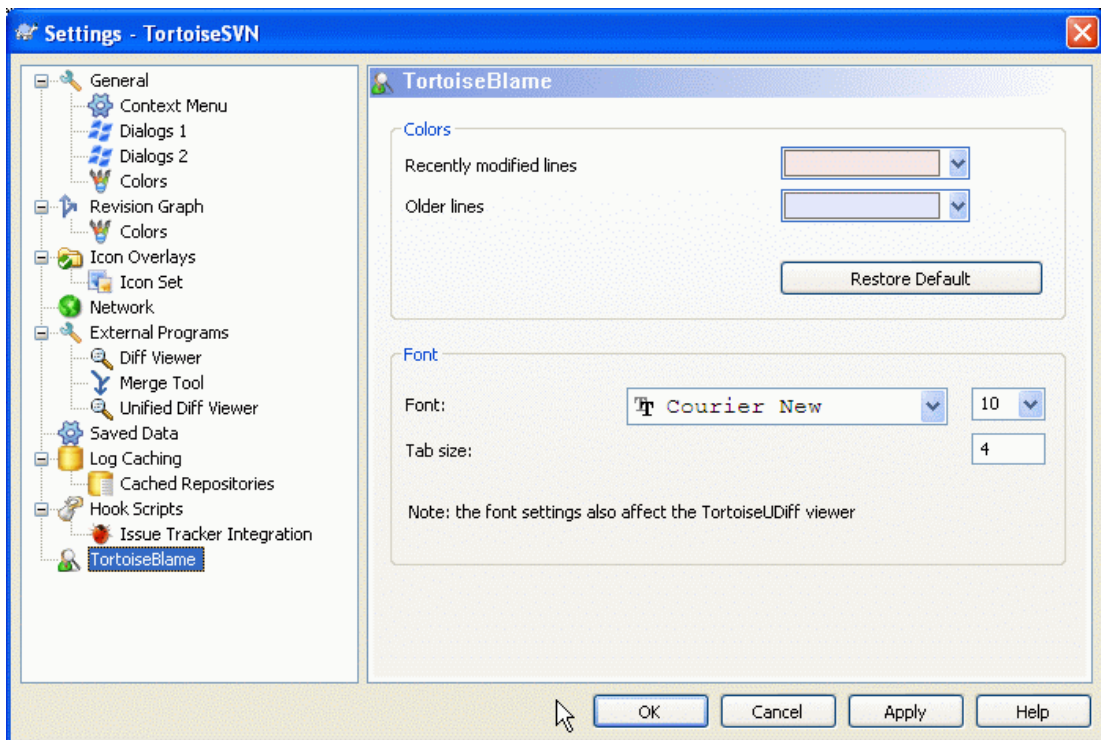 Settings - TortoiseSVN
General
Context Menu
Dialogs 1
Dialogs 2
Colors
Revision Graph
Colors
Icon Overlays
Icon Set
Network
External Programs
Diff Viewer
Merge Tool
Unified Diff Viewer
Saved Data
Log Caching
Cached Repositories
Hook Scripts
Issue Tracker Integration
TortoiseBlame
TortoiseBlame
Colors
Recently modified lines
Older lines
Restore Default
Font
Font: Courier New 10
Tab size: 4
Note: the font settings also affect the TortoiseUDiff viewer
OK Cancel Apply Help